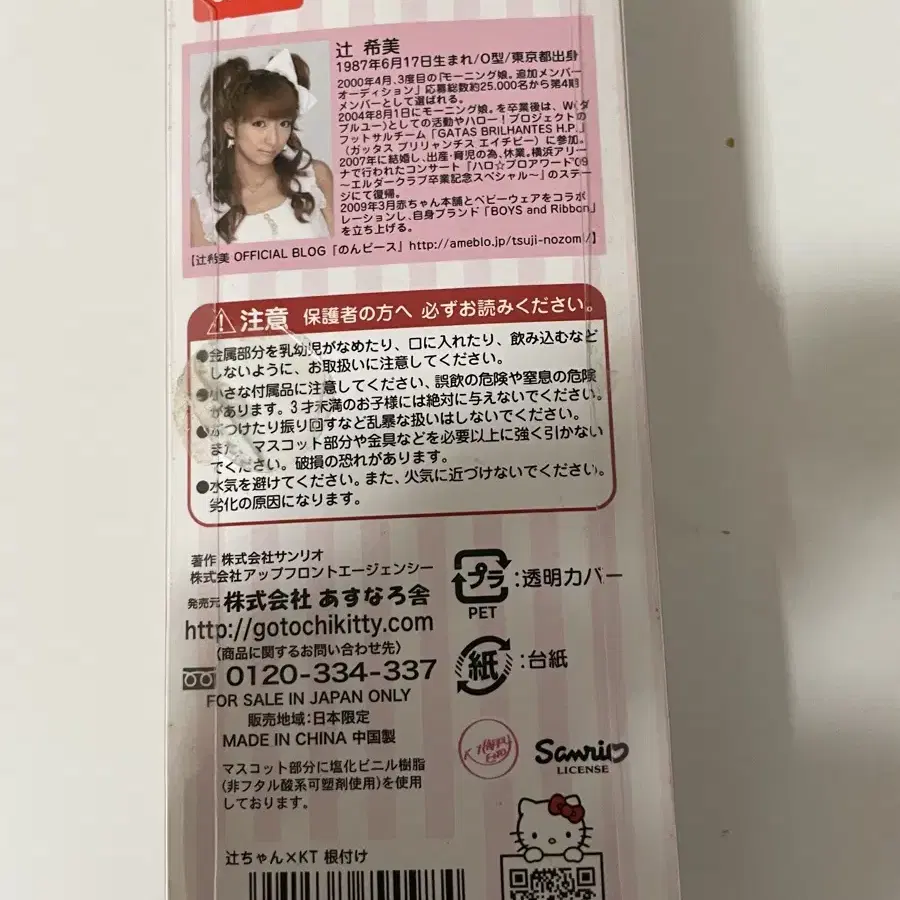 辻 希美
1987年6月17日生まれ/O型/東京都出身
2000年4月、3度目の「モーニング娘。追加メンバー
オーディション」応募総数約25,000名から第4期
メンバーとして選ばれる。
2004年8月1日にモーニング娘。を卒業後は、W(ダ
ブルユー)としての活動やハロー！プロジェクトの
フットサルチーム「GATAS BRILHANTES H.P.」
(ガッタス ブリリャンチス エイチピー) に参加。
2007年に結婚し、出産・育児の為、休業。横浜アリー
ナで行われたコンサート「ハロ☆プロアワード'09
～エルダークラブ卒業記念スペシャル～」のステー
ジにて復帰。
2009年3月赤ちゃん本舗とベビーウェアをコラボ
レーションし、自身ブランド「BOYS and Ribbon」
を立ち上げる。
【辻希美 OFFICIAL BLOG「のんピース」http://ameblo.jp/tsuji-nozomi/】
注意 保護者の方へ 必ずお読みください。
●金属部分を乳幼児がなめたり、口に入れたり、飲み込むなど
しないように、お取扱いに注意してください。
●小さな付属品に注意してください、誤飲の危険や窒息の危険
があります。3才未満のお子様には絶対に与えないでください。
●ぶつけたり振り回すなど乱暴な扱いはしないでください。
また、マスコット部分や金具などを必要以上に強く引かない
でください。破損の恐れがあります。
●水気を避けてください。また、火気に近づけないでください。
劣化の原因になります。
著作 株式会社サンリオ
株式会社アップフロントエージェンシー
発売元 株式会社 あすなろ舎
http://gotochikitty.com
(商品に関するお問い合わせ先)
0120-334-337
FOR SALE IN JAPAN ONLY
販売地域:日本限定
MADE IN CHINA 中国製
マスコット部分に塩化ビニル樹脂
(非フタル酸系可塑剤使用)を使用
しております。
プラ:透明カバー
PET
紙:台紙
Sanrio
LICENSE
辻ちゃん×KT 根付け